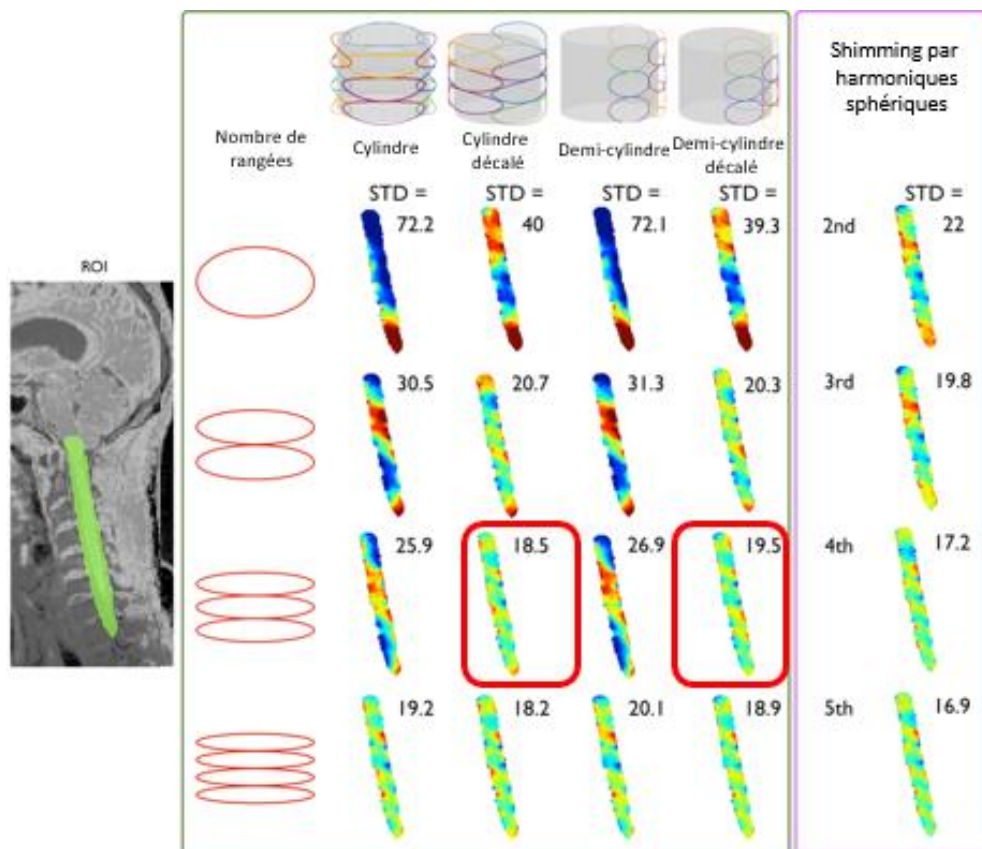 Shimming par
harmoniques
sphériques
Nombre de
rangées
Cylindre
Cylindre
décalé
Demi-cylindre
Demi-cylindre
décalé
STD =
STD =
STD =
STD =
STD =
72.2
40
72.1
39.3
2nd
22
ROI
30.5
20.7
31.3
20.3
3rd
19.8
25.9
18.5
26.9
19.5
4th
17.2
19.2
18.2
20.1
18.9
5th
16.9